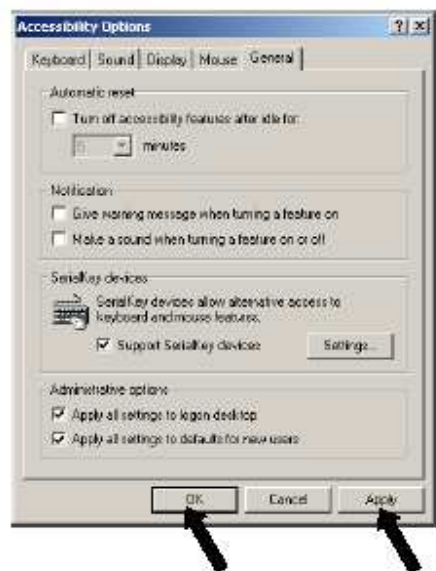 Accessibility Options
Keyboard Sound Display Mouse General
Automatic reset
Turn off accessibility features after idle for:
5 minutes
Notification
Give warning message when turning a feature on
Make a sound when turning a feature on or off
SerialKey devices
SerialKey devices allow alternative access to
keyboard and mouse features.
Support SerialKey devices Settings...
Administrative options
Apply all settings to logon desktop
Apply all settings to defaults for new users
OK Cancel Apply